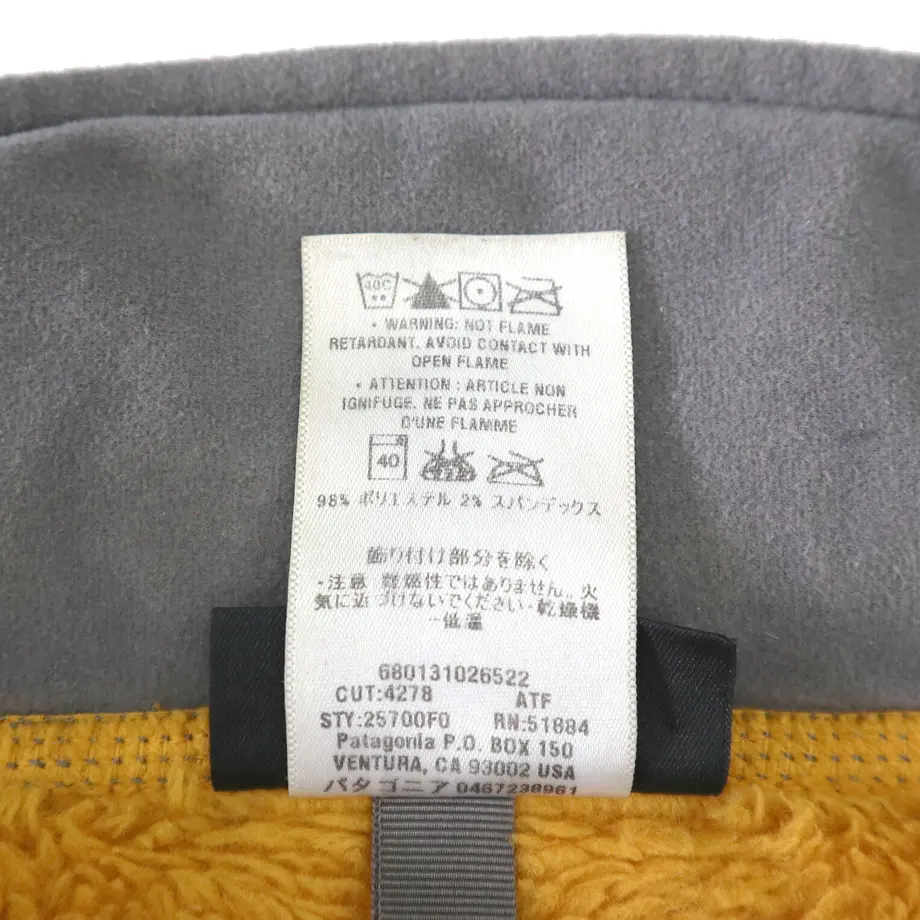 40C
• WARNING: NOT FLAME
RETARDANT. AVOID CONTACT WITH
OPEN FLAME
• ATTENTION : ARTICLE NON
IGNIFUGE. NE PAS APPROCHER
D'UNE FLAMME
40
98% ポリエステル 2% スパンデックス
飾り付け部分を除く
・注意 難燃性ではありません。火
気に近づけないでください・乾燥機
ー低温
680131026522
CUT:4278 ATF
STY:25700F0 RN:51884
Patagonia P.O. BOX 150
VENTURA, CA 93002 USA
パタゴニア 0467238961